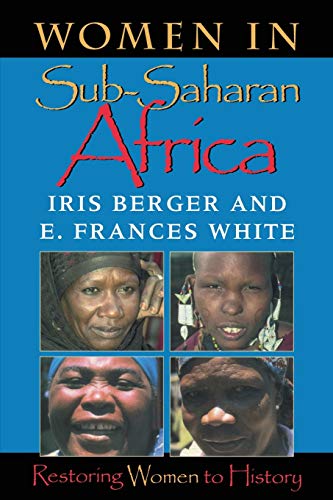 WOMEN IN
Sub-Saharan
Africa
IRIS BERGER AND
E. FRANCES WHITE
Restoring Women to History